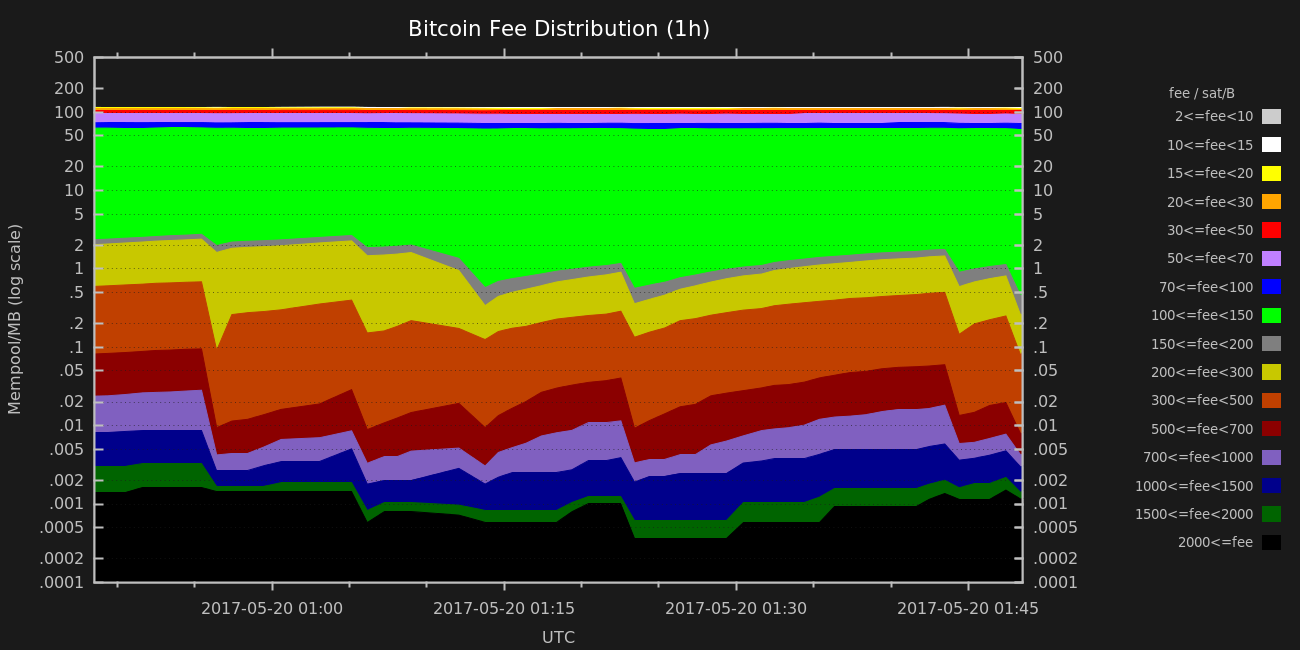 Bitcoin Fee Distribution (1h)
500
200
100
50
20
10
5
2
1
.5
.2
.1
.05
.02
.01
.005
.002
.001
.0005
.0002
.0001
Mempool/MB (log scale)
500
200
100
50
20
10
5
2
1
.5
.2
.1
.05
.02
.01
.005
.002
.001
.0005
.0002
.0001
2017-05-20 01:00
2017-05-20 01:15
2017-05-20 01:30
2017-05-20 01:45
UTC
fee / sat/B
2<=fee<10
10<=fee<15
15<=fee<20
20<=fee<30
30<=fee<50
50<=fee<70
70<=fee<100
100<=fee<150
150<=fee<200
200<=fee<300
300<=fee<500
500<=fee<700
700<=fee<1000
1000<=fee<1500
1500<=fee<2000
2000<=fee